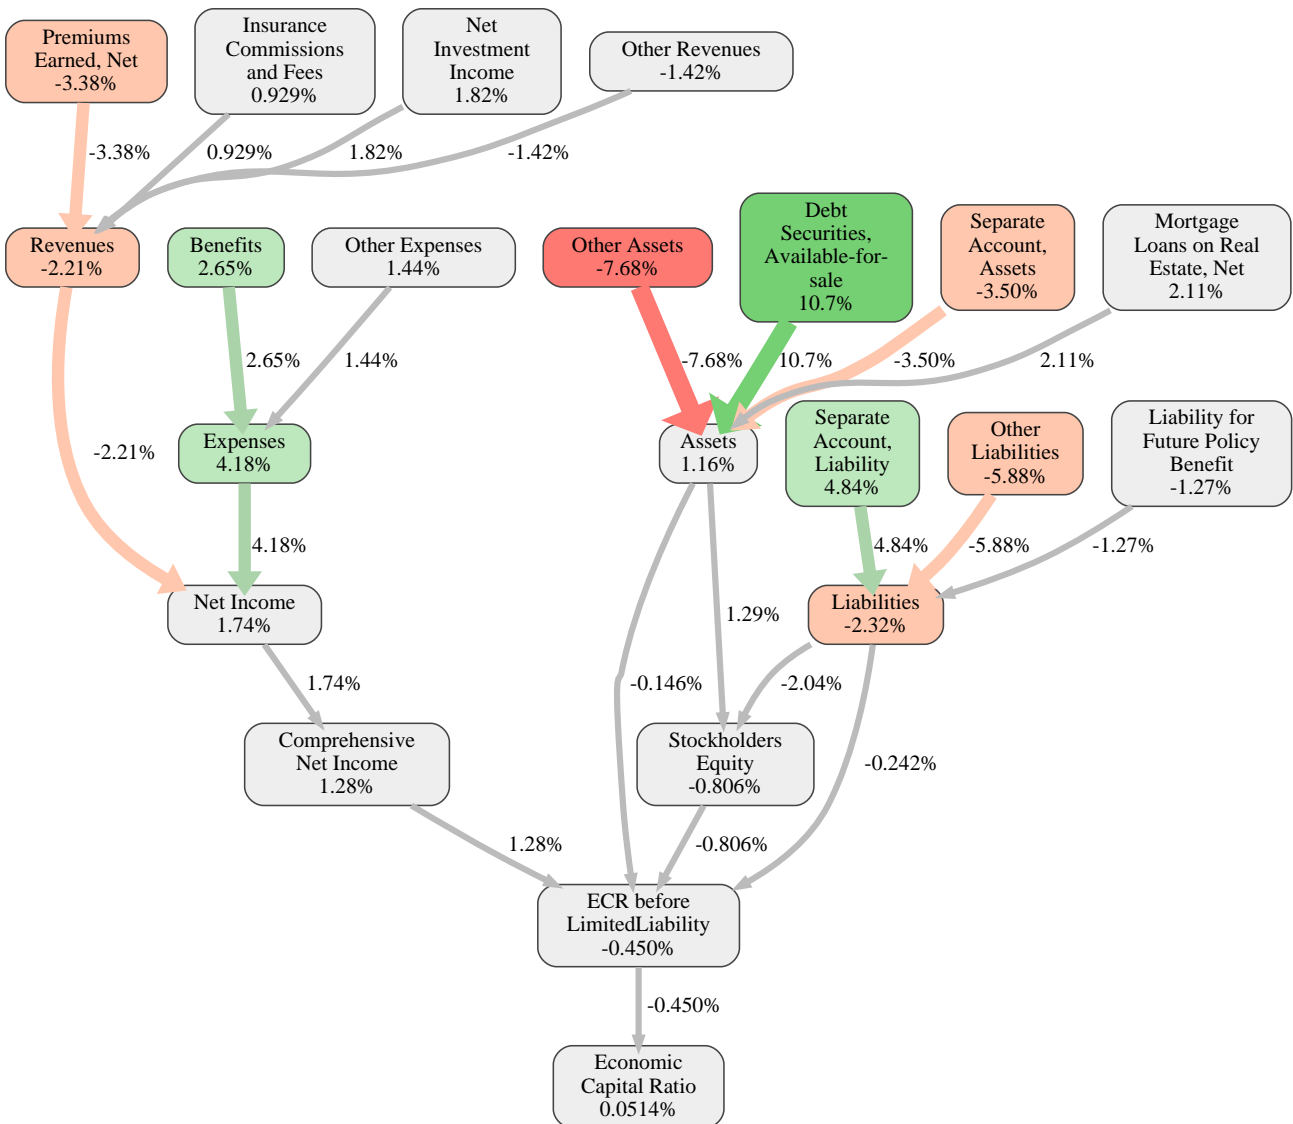 Premiums
Earned, Net
-3.38%
Insurance
Commissions
and Fees
0.929%
Net
Investment
Income
1.82%
Other Revenues
-1.42%
-3.38%
0.929%
1.82%
-1.42%
Revenues
-2.21%
Benefits
2.65%
Other Expenses
1.44%
Other Assets
-7.68%
Debt
Securities,
Available-for-
sale
10.7%
Separate
Account,
Assets
-3.50%
Mortgage
Loans on Real
Estate, Net
2.11%
2.65%
1.44%
-7.68%
10.7%
-3.50%
2.11%
-2.21%
Expenses
4.18%
Assets
1.16%
Separate
Account,
Liability
4.84%
Other
Liabilities
-5.88%
Liability for
Future Policy
Benefit
-1.27%
4.18%
4.84%
-5.88%
-1.27%
Net Income
1.74%
1.29%
Liabilities
-2.32%
1.74%
-0.146%
-2.04%
Comprehensive
Net Income
1.28%
Stockholders
Equity
-0.806%
-0.242%
1.28%
-0.806%
ECR before
LimitedLiability
-0.450%
-0.450%
Economic
Capital Ratio
0.0514%